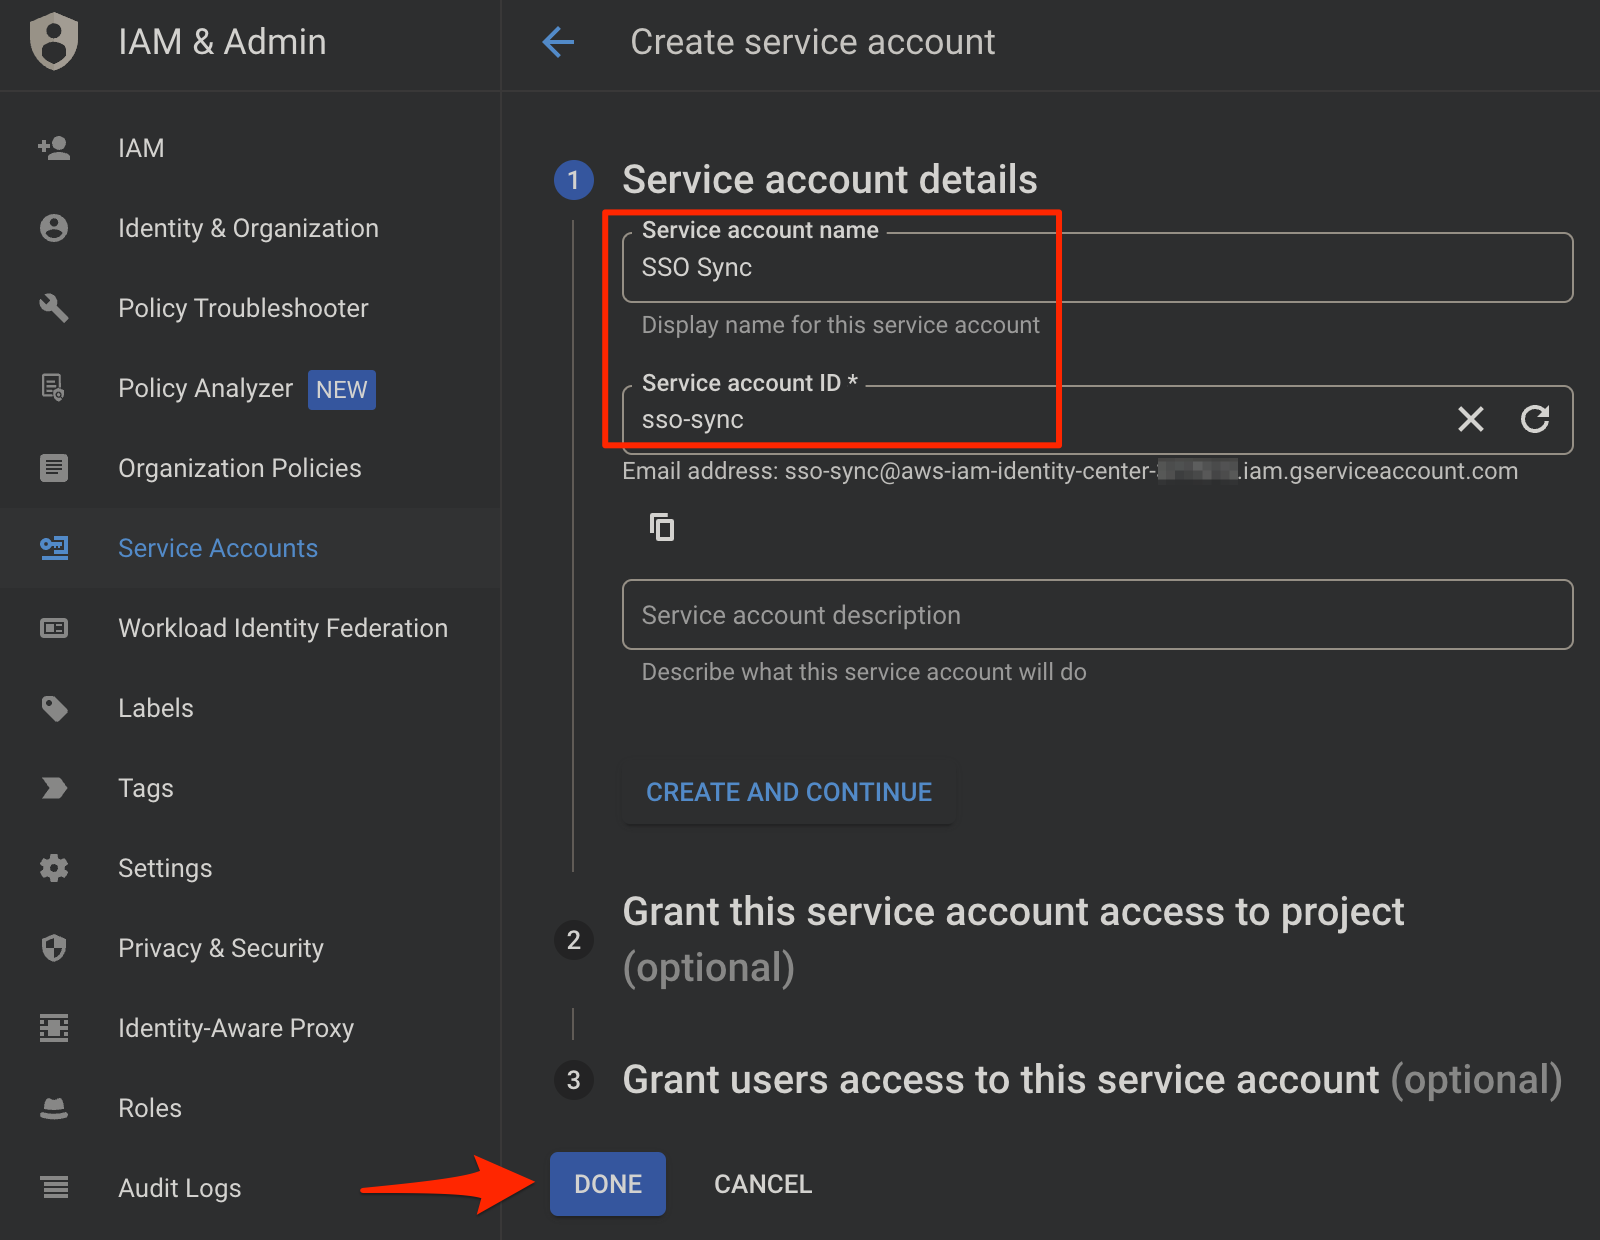 IAM & Admin
Create service account
IAM
Identity & Organization
Policy Troubleshooter
Policy Analyzer NEW
Organization Policies
Service Accounts
Workload Identity Federation
Labels
Tags
Settings
Privacy & Security
Identity-Aware Proxy
Roles
Audit Logs
1 Service account details
Service account name
SSO Sync
Display name for this service account
Service account ID *
sso-sync
Email address: sso-sync@aws-iam-identity-center- .iam.gserviceaccount.com
Service account description
Describe what this service account will do
CREATE AND CONTINUE
2 Grant this service account access to project
(optional)
3 Grant users access to this service account (optional)
DONE CANCEL